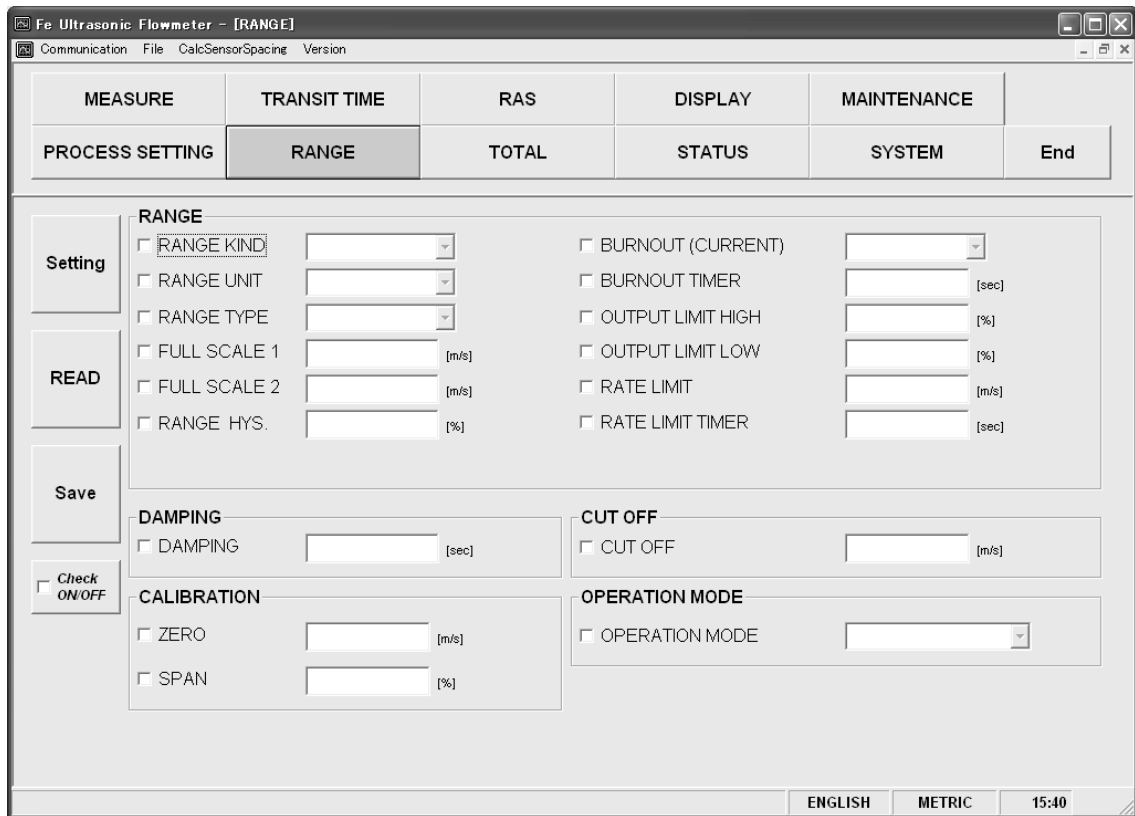 Fe Ultrasonic Flowmeter - [RANGE]
Communication File CalcSensorSpacing Version
MEASURE TRANSIT TIME RAS DISPLAY MAINTENANCE
PROCESS SETTING RANGE TOTAL STATUS SYSTEM End
Setting
READ
Save
Check
ON/OFF
RANGE
RANGE KIND
RANGE UNIT
RANGE TYPE
FULL SCALE 1 [m/s]
FULL SCALE 2 [m/s]
RANGE HYS. [%]
BURNOUT (CURRENT)
BURNOUT TIMER [sec]
OUTPUT LIMIT HIGH [%]
OUTPUT LIMIT LOW [%]
RATE LIMIT [m/s]
RATE LIMIT TIMER [sec]
DAMPING
DAMPING [sec]
CUT OFF
CUT OFF [m/s]
CALIBRATION
ZERO [m/s]
SPAN [%]
OPERATION MODE
OPERATION MODE
ENGLISH METRIC 15:40